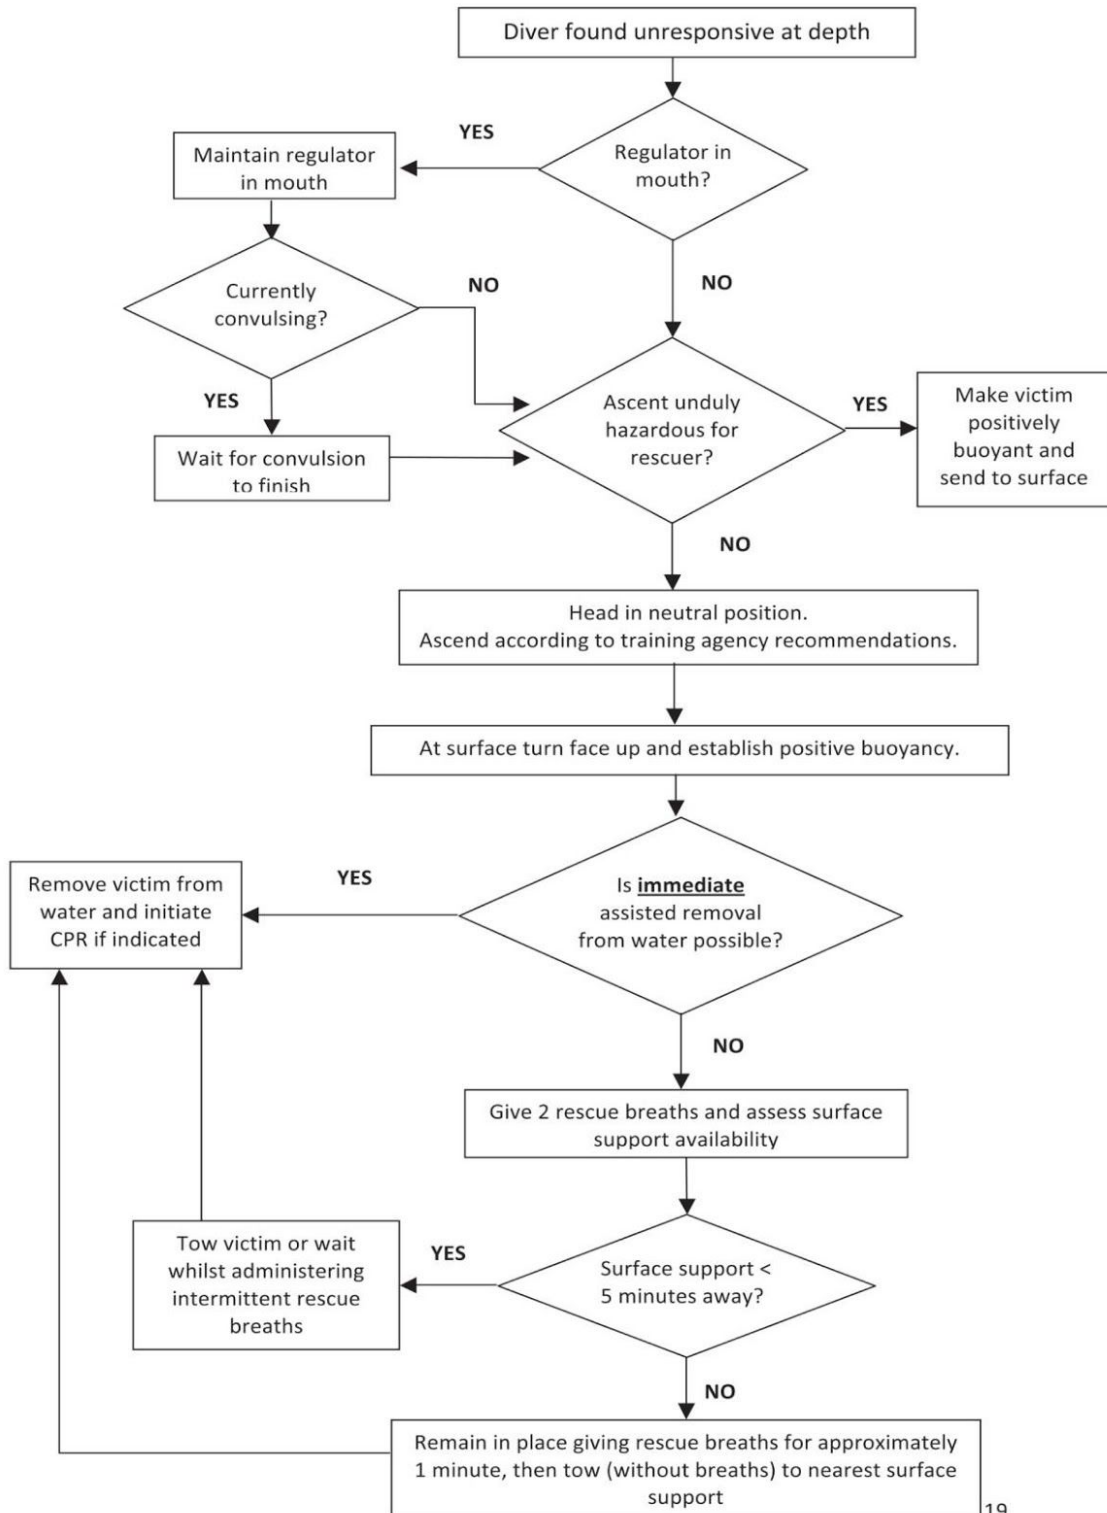 Diver found unresponsive at depth
YES
Regulator in
mouth?
Maintain regulator
in mouth
NO
Currently
convulsing?
NO
YES
Wait for convulsion
to finish
Ascent unduly
hazardous for
rescuer?
YES
Make victim
positively
buoyant and
send to surface
NO
Head in neutral position.
Ascend according to training agency recommendations.
At surface turn face up and establish positive buoyancy.
Is immediate
assisted removal
from water possible?
YES
Remove victim from
water and initiate
CPR if indicated
NO
Give 2 rescue breaths and assess surface
support availability
Surface support <
5 minutes away?
YES
Tow victim or wait
whilst administering
intermittent rescue
breaths
NO
Remain in place giving rescue breaths for approximately
1 minute, then tow (without breaths) to nearest surface
support
19